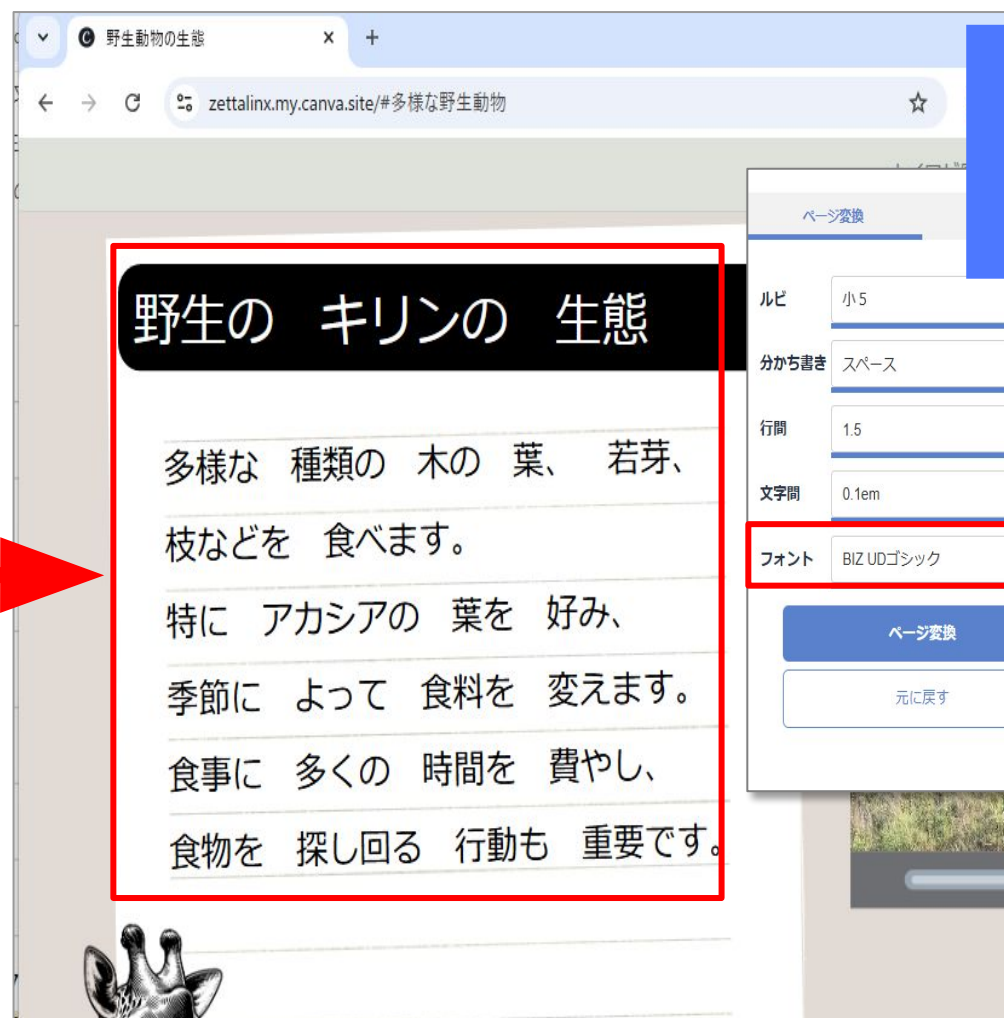 野生動物の生態
zettalinx.my.canva.site/#多様な野生動物
野生の　キリンの　生態
多様な　種類の　木の　葉、　若芽、
枝などを　食べます。
特に　アカシアの　葉を　好み、
季節に　よって　食料を　変えます。
食事に　多くの　時間を　費やし、
食物を　探し回る　行動も　重要です。
ページ変換
ルビ　小５
分かち書き　スペース
行間　1.5
文字間　0.1em
フォント　BIZ UDゴシック
ページ変換
元に戻す